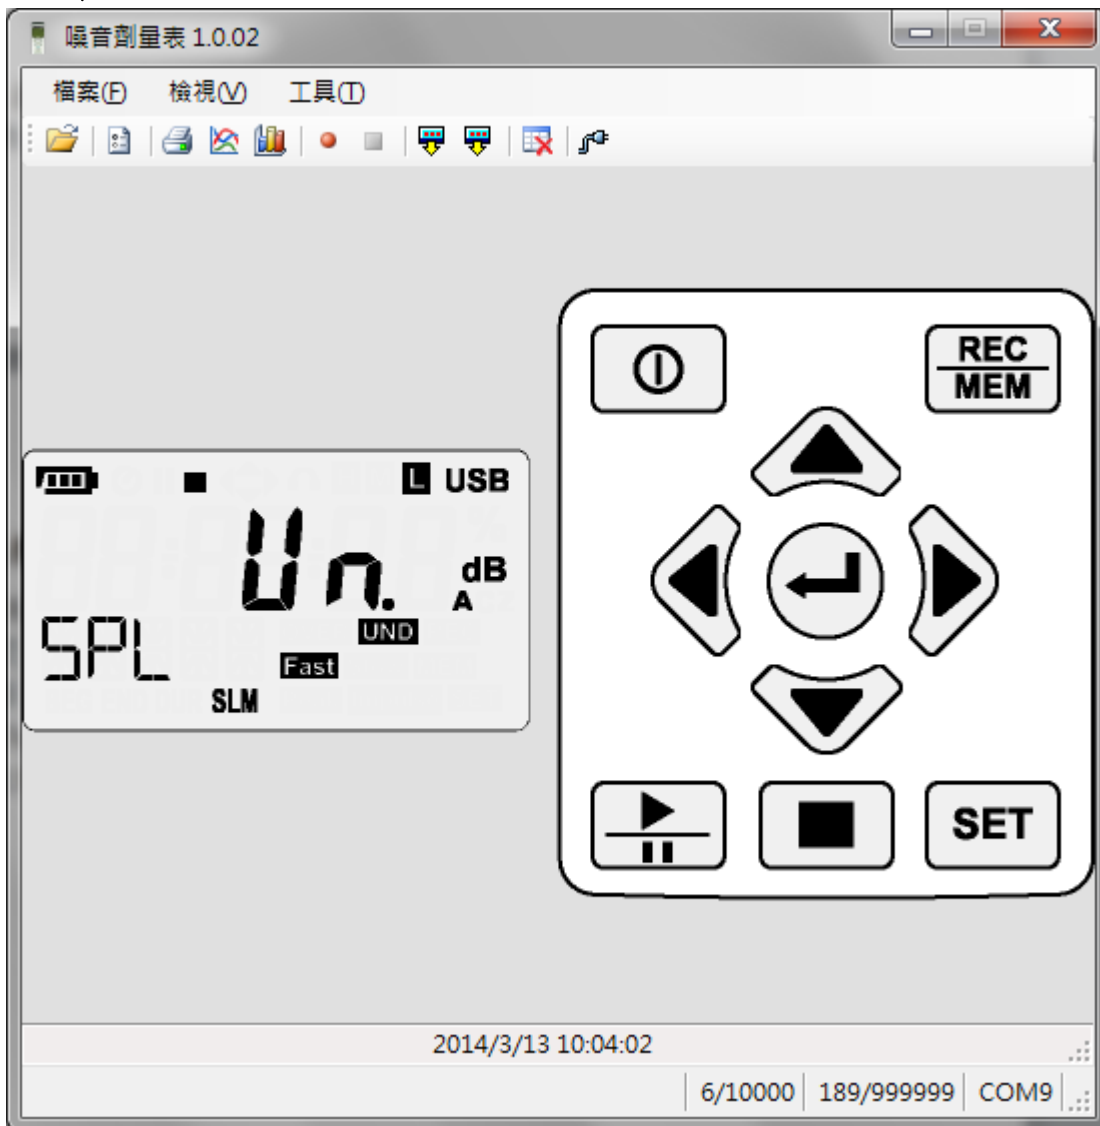 噪音劑量表 1.0.02
檔案(F) 檢視(V) 工具(T)
REC
MEM
L USB
Un. dB
A
UND
SPL
Fast
SLM
SET
2014/3/13 10:04:02
6/10000 189/999999 COM9